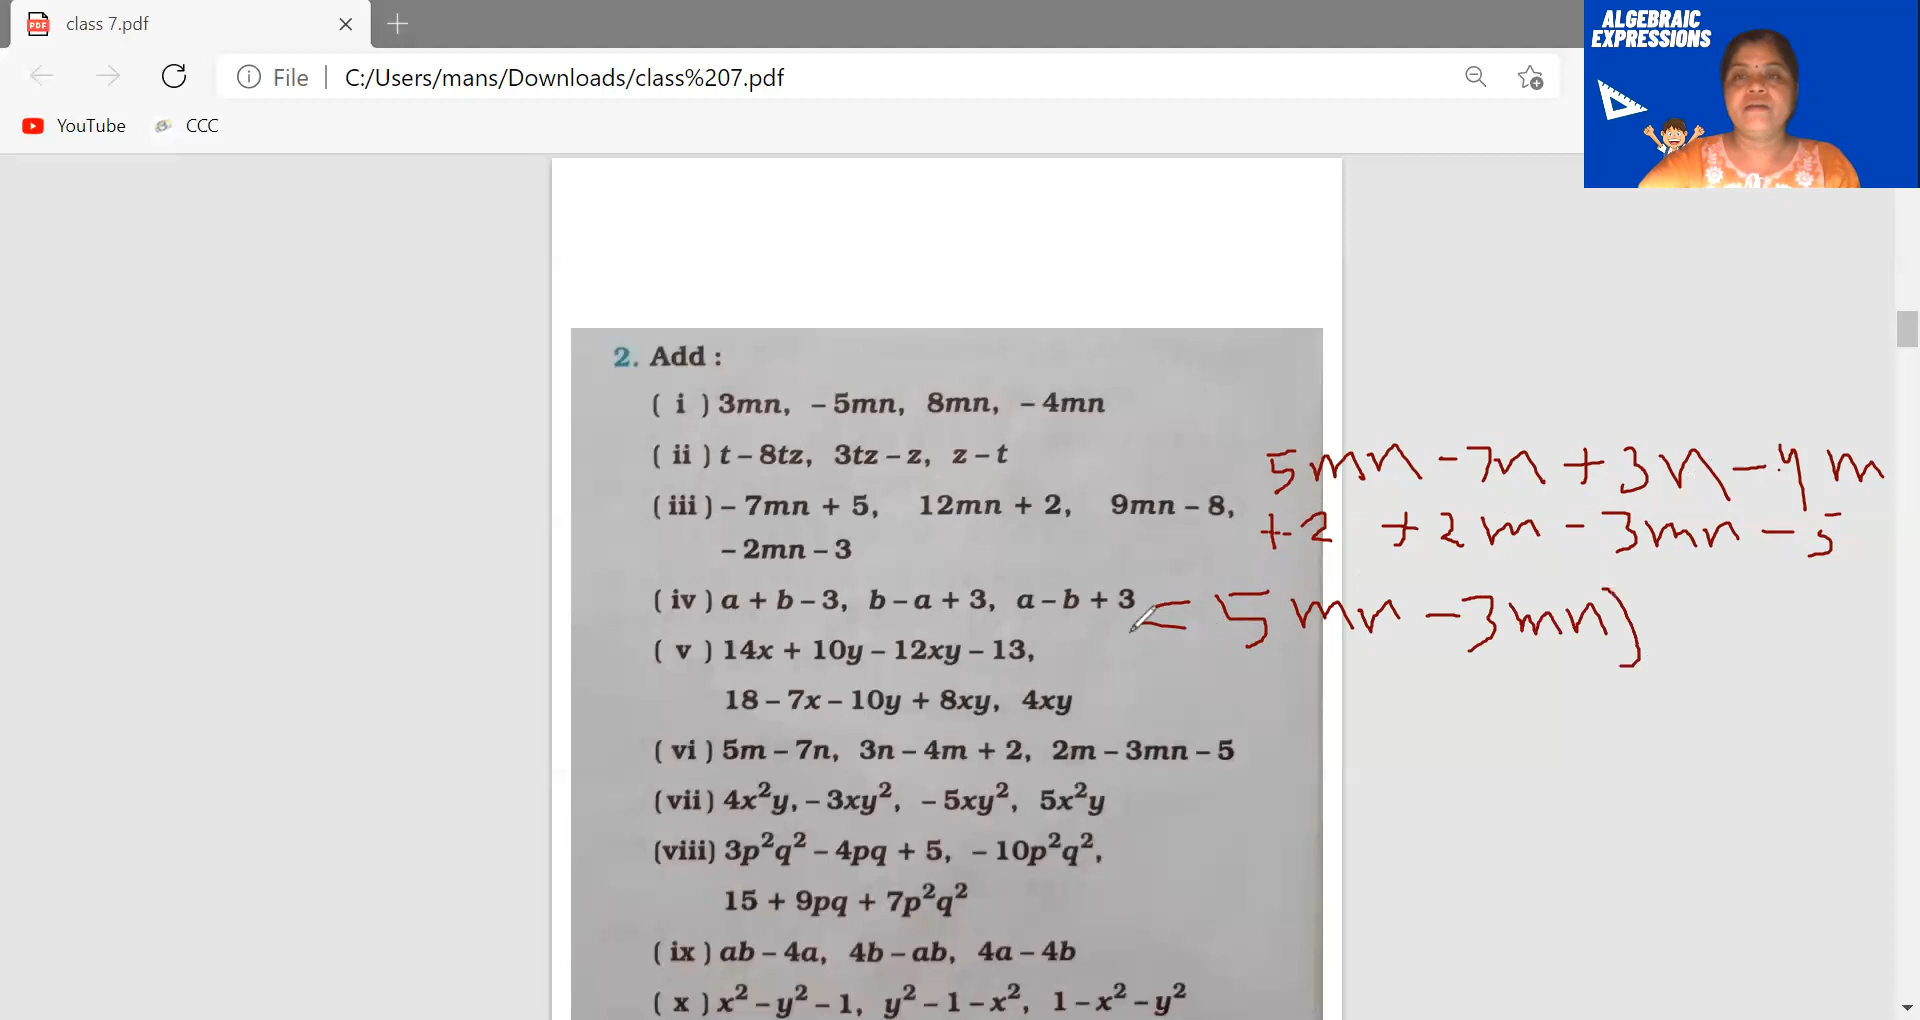 class 7.pdf
File | C:/Users/mans/Downloads/class%207.pdf
YouTube CCC
ALGEBRAIC
EXPRESSIONS
2. Add :
( i ) 3mn, – 5mn, 8mn, – 4mn
( ii ) t – 8tz, 3tz – z, z – t
( iii ) – 7mn + 5, 12mn + 2, 9mn – 8,
– 2mn – 3
( iv ) a + b – 3, b – a + 3, a – b + 3
( v ) 14x + 10y – 12xy – 13,
18 – 7x – 10y + 8xy, 4xy
( vi ) 5m – 7n, 3n – 4m + 2, 2m – 3mn – 5
(vii) 4x²y, – 3xy², – 5xy², 5x²y
(viii) 3p²q² – 4pq + 5, – 10p²q²,
15 + 9pq + 7p²q²
( ix ) ab – 4a, 4b – ab, 4a – 4b
( x ) x² – y² – 1, y² – 1 – x², 1 – x² – y²
5mn – 7n + 3n – 4m
+ 2 + 2m – 3mn – 5
= 5mn – 3mn)